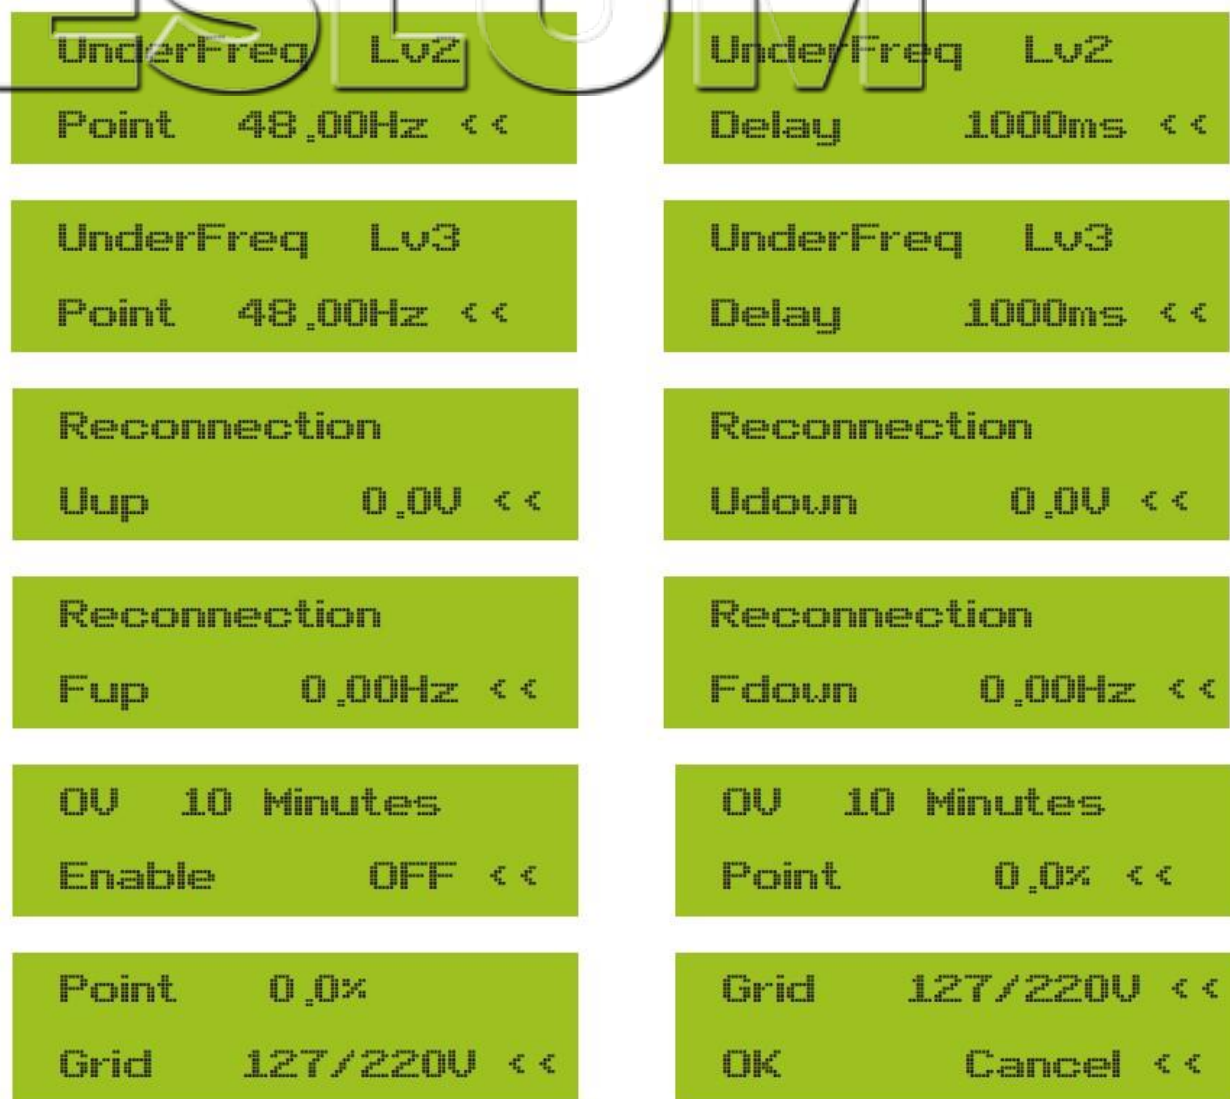 UnderFreq Lv2
Point 48.00Hz <<
UnderFreq Lv2
Delay 1000ms <<
UnderFreq Lv3
Point 48.00Hz <<
UnderFreq Lv3
Delay 1000ms <<
Reconnection
Uup 0.0V <<
Reconnection
Udown 0.0V <<
Reconnection
Fup 0.00Hz <<
Reconnection
Fdown 0.00Hz <<
OV 10 Minutes
Enable OFF <<
OV 10 Minutes
Point 0.0% <<
Point 0.0%
Grid 127/220V <<
Grid 127/220V <<
OK Cancel <<